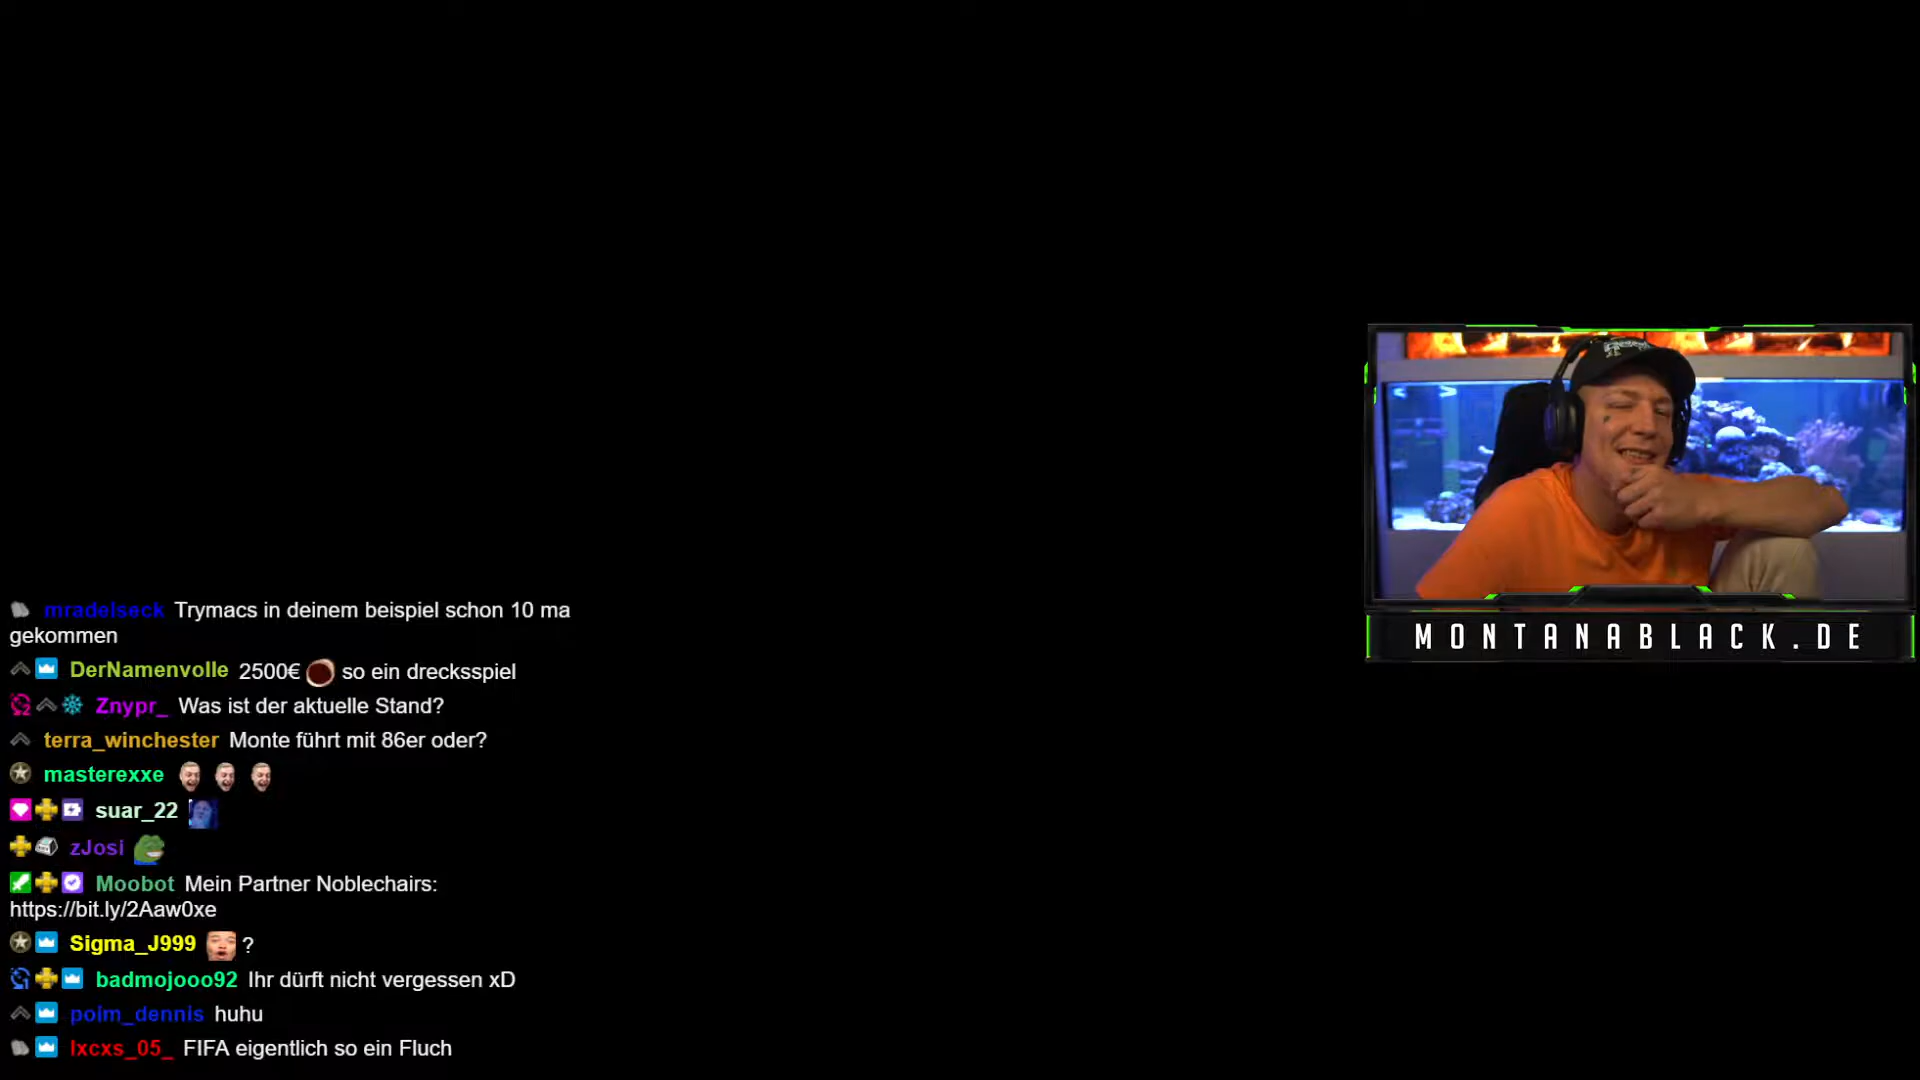 mradelseck Trymacs in deinem beispiel schon 10 ma
gekommen
DerNamenvolle 2500€ so ein drecksspiel
Znypr_ Was ist der aktuelle Stand?
terra_winchester Monte führt mit 86er oder?
masterexxe
suar_22
zJosi
Moobot Mein Partner Noblechairs:
https://bit.ly/2Aaw0xe
Sigma_J999 ?
badmojooo92 Ihr dürft nicht vergessen xD
poim_dennis huhu
lxcxs_05_ FIFA eigentlich so ein Fluch
MONTANABLACK.DE